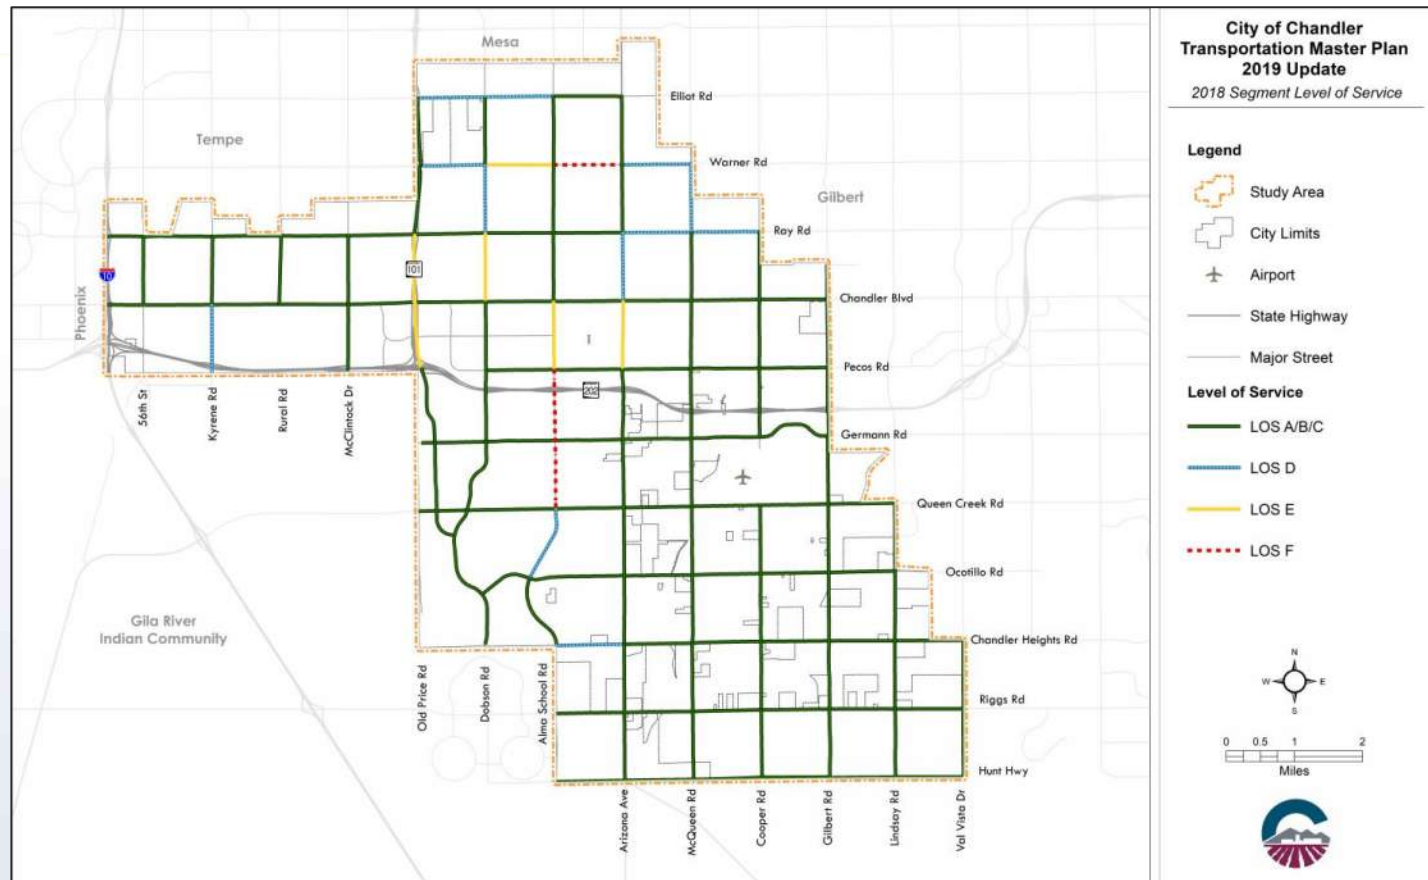 Mesa
Tempe
Gilbert
Phoenix
Gila River
Indian Community
Elliot Rd
Warner Rd
Ray Rd
Chandler Blvd
Pecos Rd
Germann Rd
Queen Creek Rd
Ocotillo Rd
Chandler Heights Rd
Riggs Rd
Hunt Hwy
10
101
202
56th St
Kyrene Rd
Rural Rd
McClintock Dr
Old Price Rd
Dobson Rd
Alma School Rd
Arizona Ave
McQueen Rd
Cooper Rd
Gilbert Rd
Lindsay Rd
Val Vista Dr
City of Chandler
Transportation Master Plan
2019 Update
2018 Segment Level of Service
Legend
Study Area
City Limits
Airport
State Highway
Major Street
Level of Service
LOS A/B/C
LOS D
LOS E
LOS F
N
W E
S
0 0.5 1 2
Miles